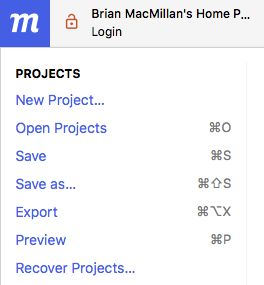 m
Brian MacMillan's Home P...
Login
PROJECTS
New Project...
Open Projects ⌘O
Save ⌘S
Save as... ⌘⇧S
Export ⌘⌥X
Preview ⌘P
Recover Projects...